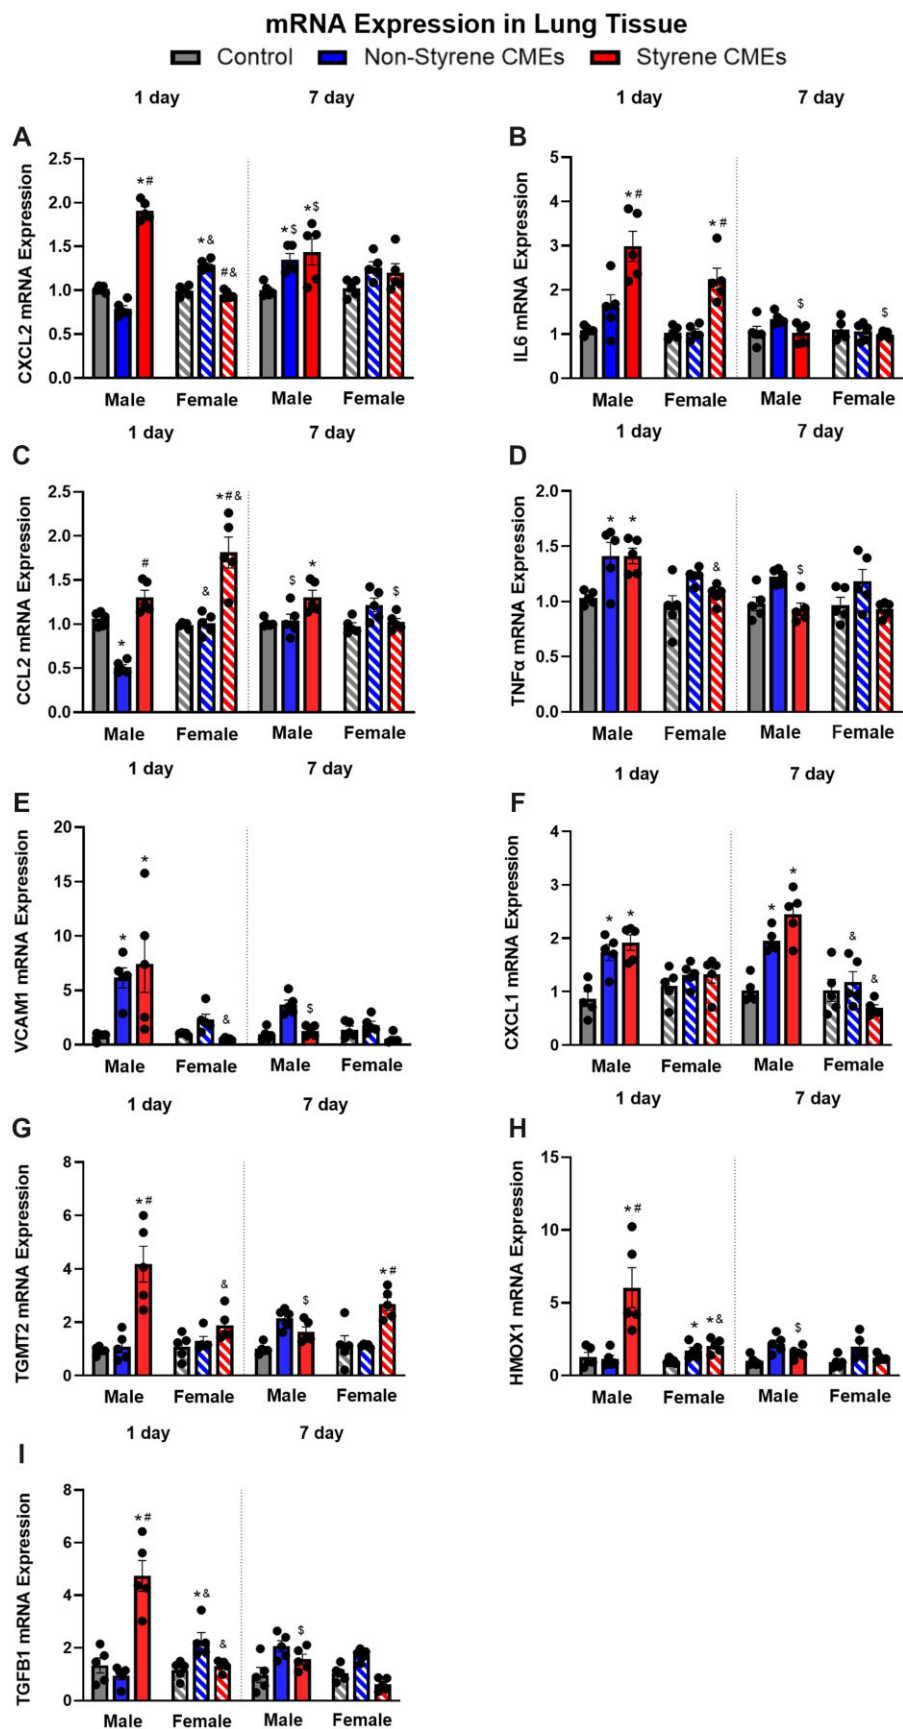 mRNA Expression in Lung Tissue
Control Non-Styrene CMEs Styrene CMEs
1 day 7 day 1 day 7 day
A
CXCL2 mRNA Expression
2.5
2.0
1.5
1.0
0.5
0.0
*#
*&
#&
*$
*$
Male Female Male Female
B
IL6 mRNA Expression
5
4
3
2
1
0
*#
*#
$
$
Male Female Male Female
1 day 7 day 1 day 7 day
C
CCL2 mRNA Expression
2.5
2.0
1.5
1.0
0.5
0.0
*
#
&
*#&
$
*
$
Male Female Male Female
D
TNFα mRNA Expression
2.0
1.5
1.0
0.5
0.0
*
*
&
$
Male Female Male Female
1 day 7 day 1 day 7 day
E
VCAM1 mRNA Expression
20
15
10
5
0
*
*
&
$
Male Female Male Female
F
CXCL1 mRNA Expression
4
3
2
1
0
*
*
*
*
&
&
Male Female Male Female
1 day 7 day 1 day 7 day
G
TGMT2 mRNA Expression
8
6
4
2
0
*#
&
$
*#
Male Female Male Female
H
HMOX1 mRNA Expression
15
10
5
0
*#
*
*&
$
Male Female Male Female
1 day 7 day
I
TGFB1 mRNA Expression
8
6
4
2
0
*#
*&
&
$
Male Female Male Female